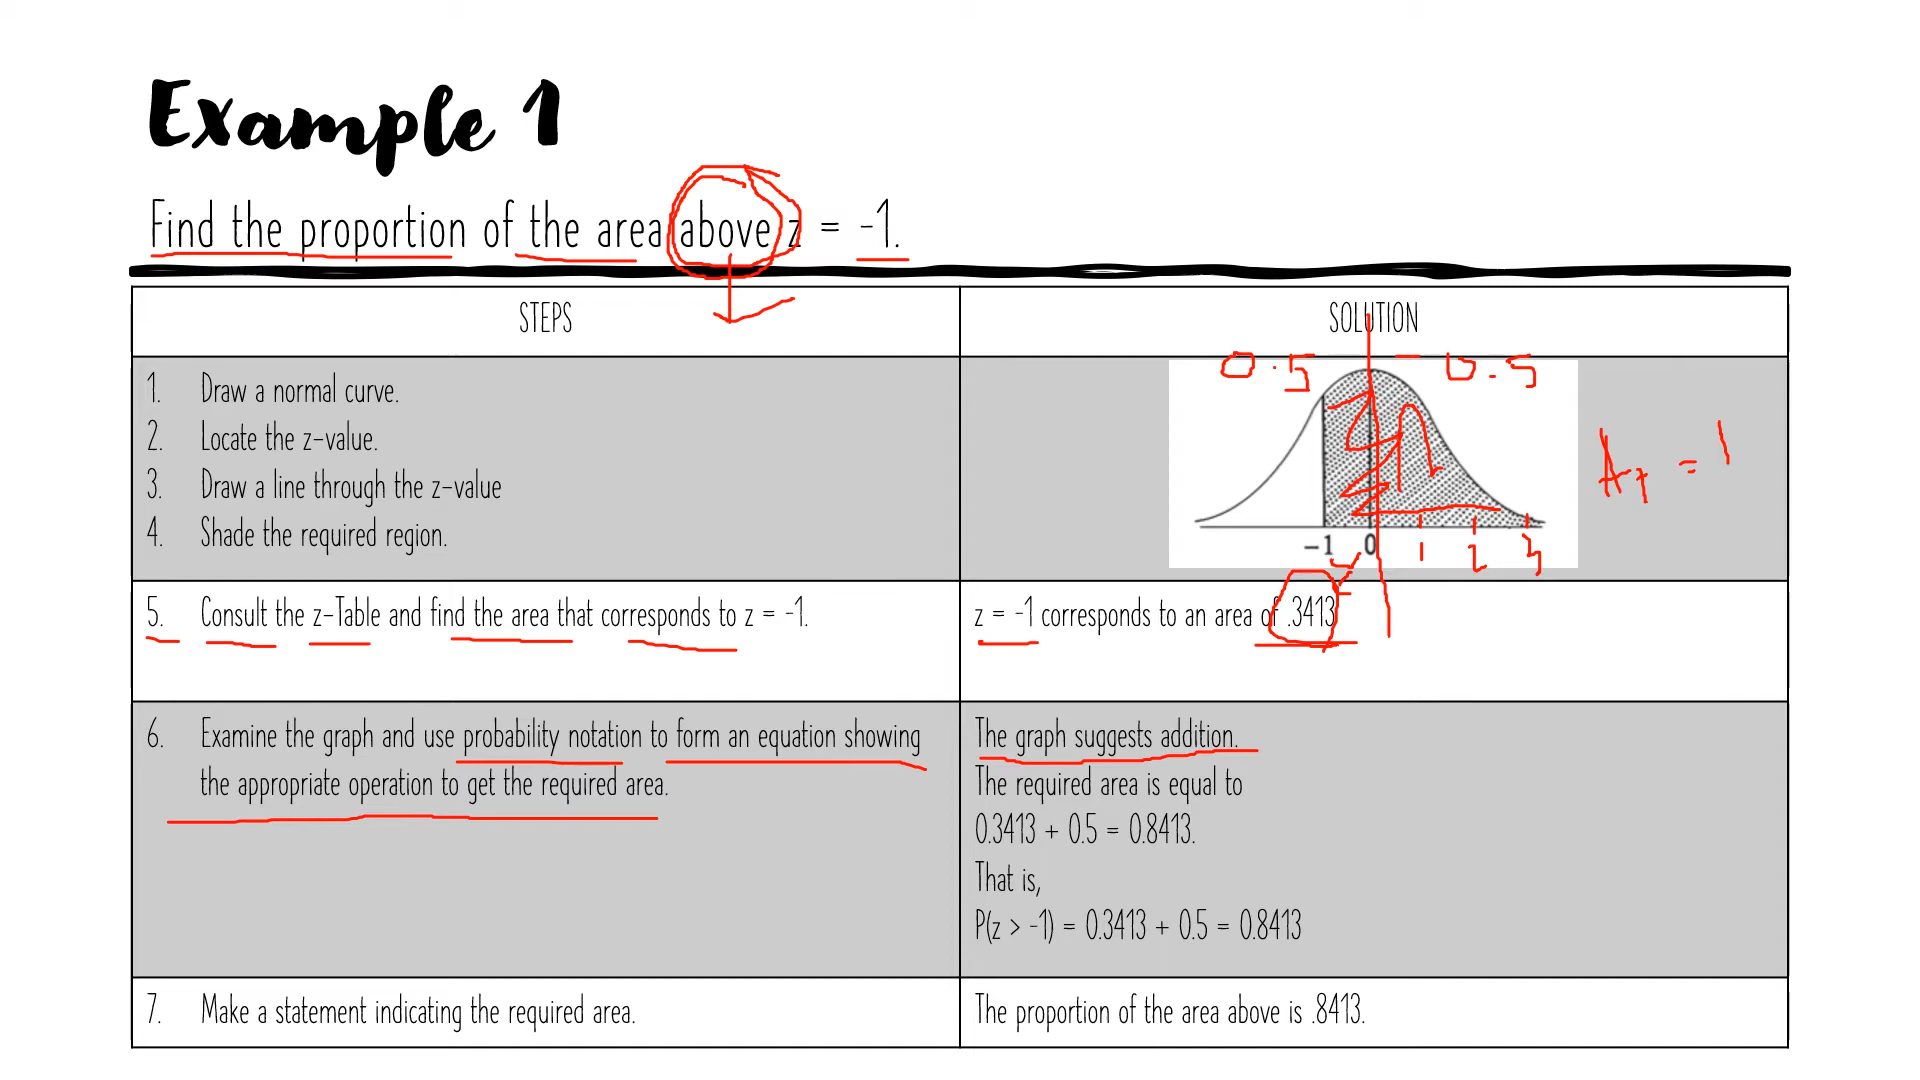 Example 1
Find the proportion of the area above z = -1.
STEPS
SOLUTION
1. Draw a normal curve.
2. Locate the z-value.
3. Draw a line through the z-value
4. Shade the required region.
0.5
0.5
A_T = 1
-1 0 1 2 3
5. Consult the z-Table and find the area that corresponds to z = -1.
z = -1 corresponds to an area of .3413
6. Examine the graph and use probability notation to form an equation showing
the appropriate operation to get the required area.
The graph suggests addition.
The required area is equal to
0.3413 + 0.5 = 0.8413.
That is,
P(z > -1) = 0.3413 + 0.5 = 0.8413
7. Make a statement indicating the required area.
The proportion of the area above is .8413.